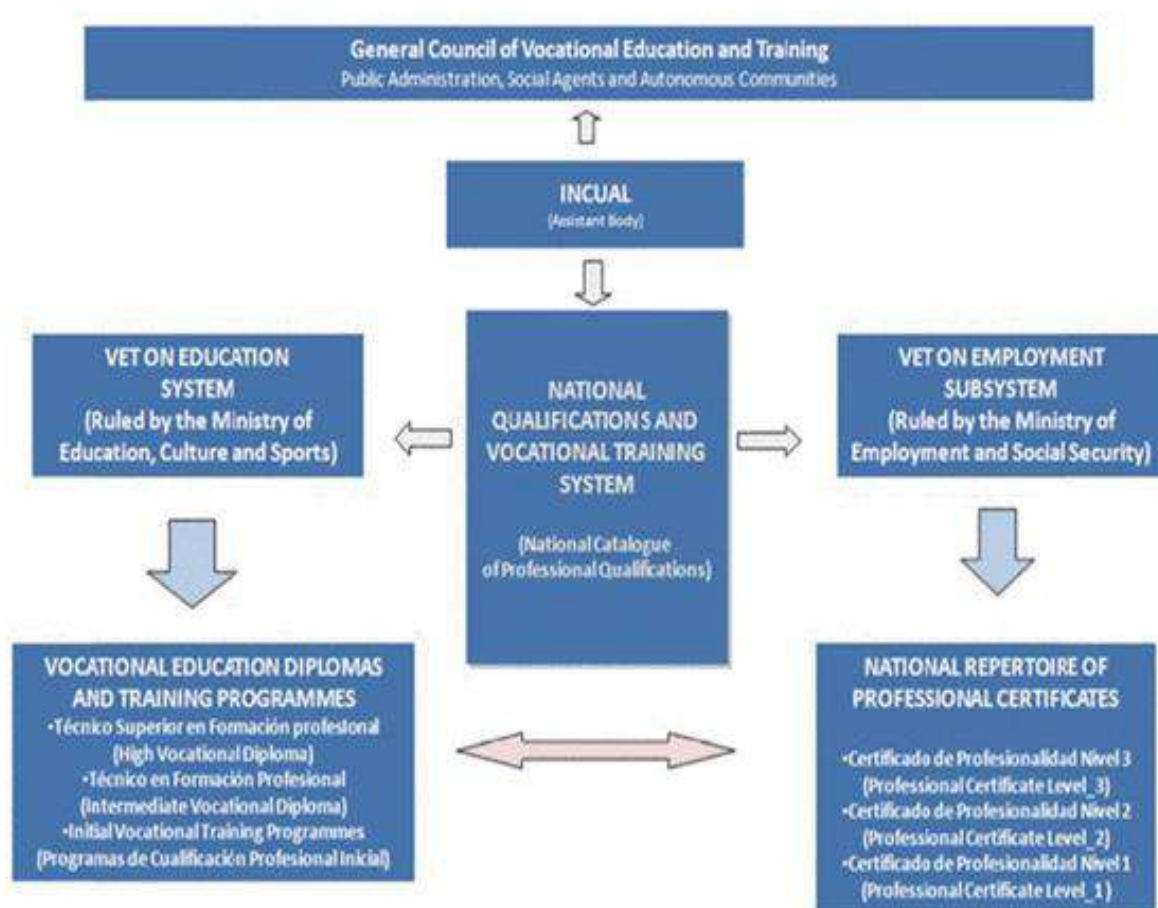 General Council of Vocational Education and Training
Public Administration, Social Agents and Autonomous Communities
INCUAL
(Assistant Body)
VET ON EDUCATION
SYSTEM
(Ruled by the Ministry of
Education, Culture and Sports)
NATIONAL
QUALIFICATIONS AND
VOCATIONAL TRAINING
SYSTEM
(National Catalogue
of Professional Qualifications)
VET ON EMPLOYMENT
SUBSYSTEM
(Ruled by the Ministry of
Employment and Social Security)
VOCATIONAL EDUCATION DIPLOMAS
AND TRAINING PROGRAMMES
•Técnico Superior en Formación profesional
(High Vocational Diploma)
•Técnico en Formación Profesional
(Intermediate Vocational Diploma)
•Initial Vocational Training Programmes
(Programas de Cualificación Profesional Inicial)
NATIONAL REPERTOIRE OF
PROFESSIONAL CERTIFICATES
•Certificado de Profesionalidad Nivel 3
(Professional Certificate Level_3)
•Certificado de Profesionalidad Nivel 2
(Professional Certificate Level_2)
•Certificado de Profesionalidad Nivel 1
(Professional Certificate Level_1)